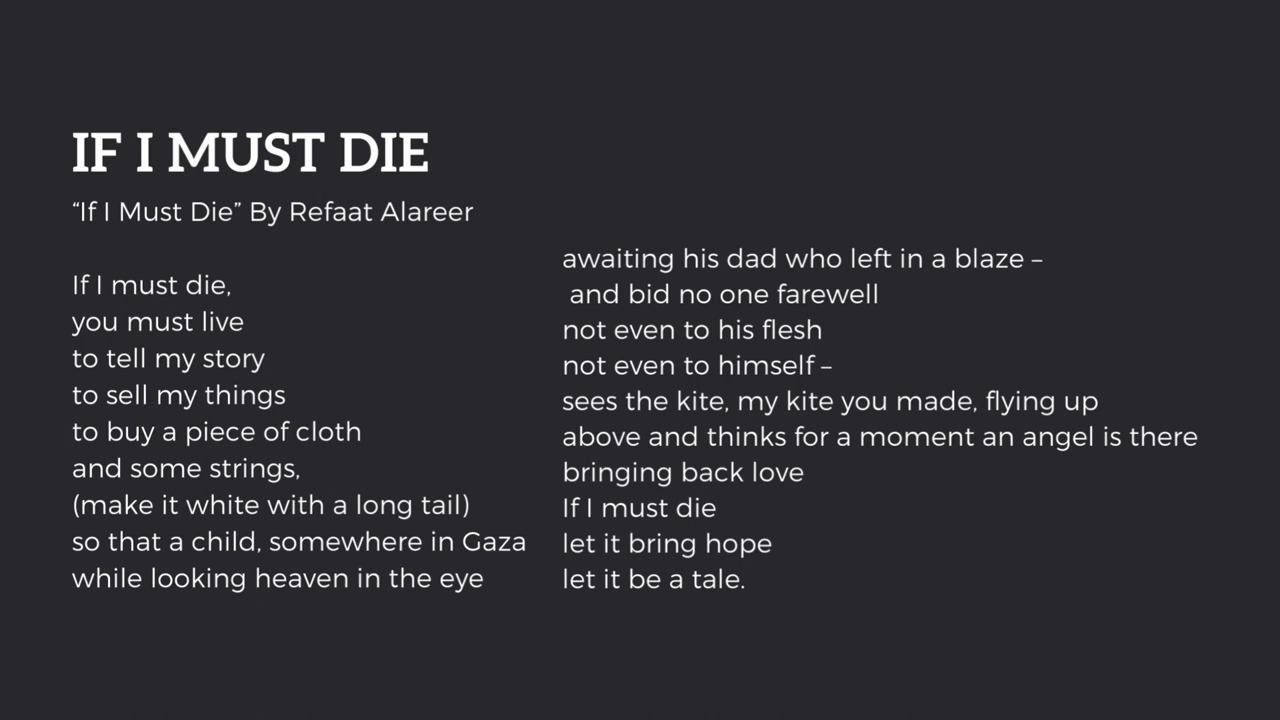 IF I MUST DIE
“If I Must Die” By Refaat Alareer
If I must die,
you must live
to tell my story
to sell my things
to buy a piece of cloth
and some strings,
(make it white with a long tail)
so that a child, somewhere in Gaza
while looking heaven in the eye
awaiting his dad who left in a blaze –
and bid no one farewell
not even to his flesh
not even to himself –
sees the kite, my kite you made, flying up
above and thinks for a moment an angel is there
bringing back love
If I must die
let it bring hope
let it be a tale.